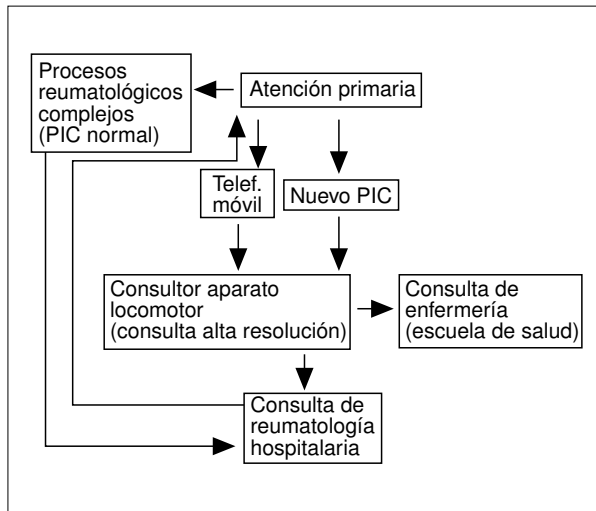 Procesos
reumatológicos
complejos
(PIC normal)
Atención primaria
Telef.
móvil
Nuevo PIC
Consultor aparato
locomotor
(consulta alta resolución)
Consulta de
enfermería
(escuela de salud)
Consulta de
reumatología
hospitalaria